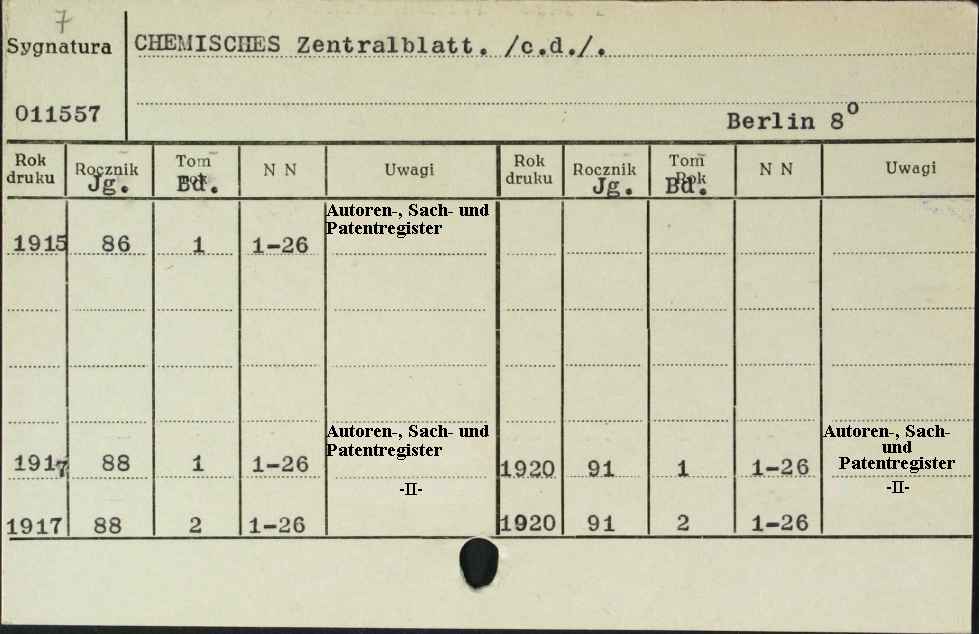 7
Sygnatura
CHEMISCHES Zentralblatt. /c.d./.
011557
Berlin 8°
Rok druku Rocznik Jg. Tom Rok Bd. N N Uwagi Rok druku Rocznik Jg. Tom Rok Bd. N N Uwagi
Autoren-, Sach- und
Patentregister
1915 86 1 1-26
Autoren-, Sach- und
Patentregister
1917 88 1 1-26
-II-
1917 88 2 1-26
Autoren-, Sach-
und
Patentregister
1920 91 1 1-26
-II-
1920 91 2 1-26